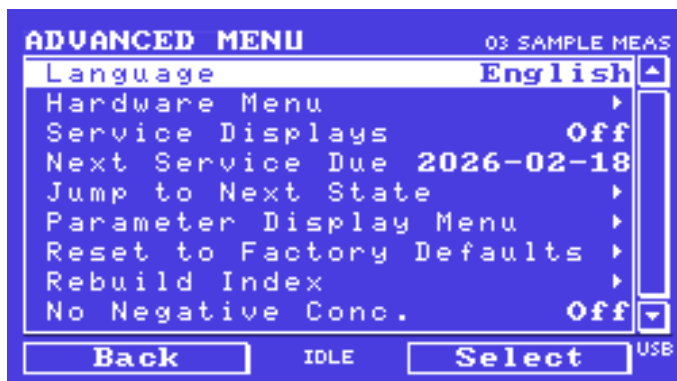 ADVANCED MENU 03 SAMPLE MEAS
Language English
Hardware Menu
Service Displays Off
Next Service Due 2026-02-18
Jump to Next State
Parameter Display Menu
Reset to Factory Defaults
Rebuild Index
No Negative Conc. Off
Back IDLE Select USB